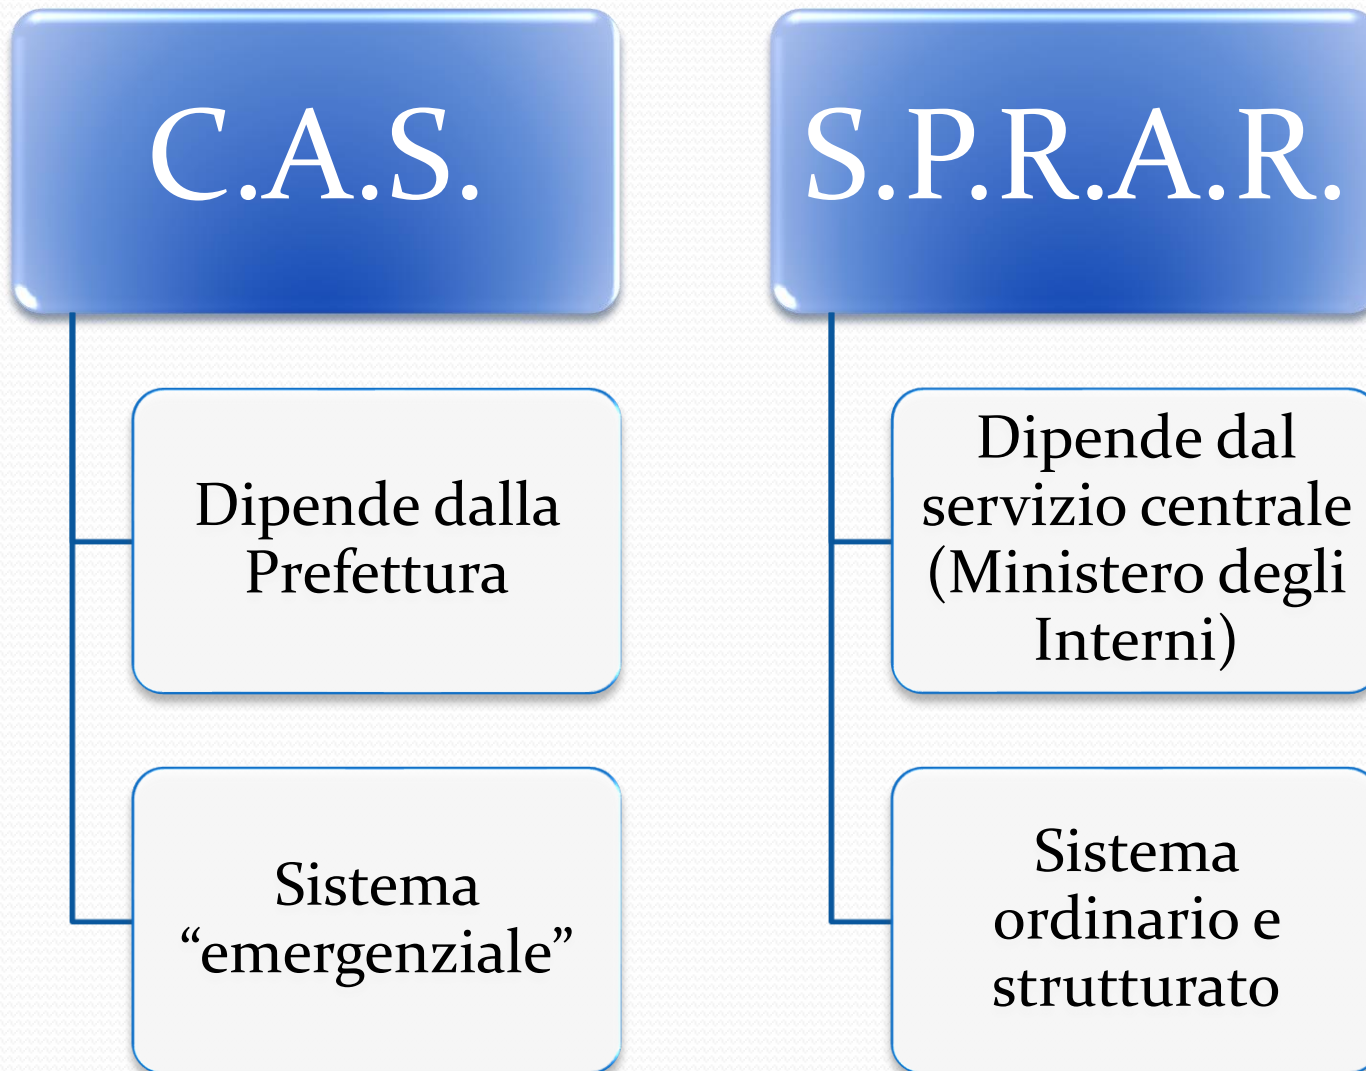 C.A.S.
Dipende dalla
Prefettura
Sistema
“emergenziale”
S.P.R.A.R.
Dipende dal
servizio centrale
(Ministero degli
Interni)
Sistema
ordinario e
strutturato